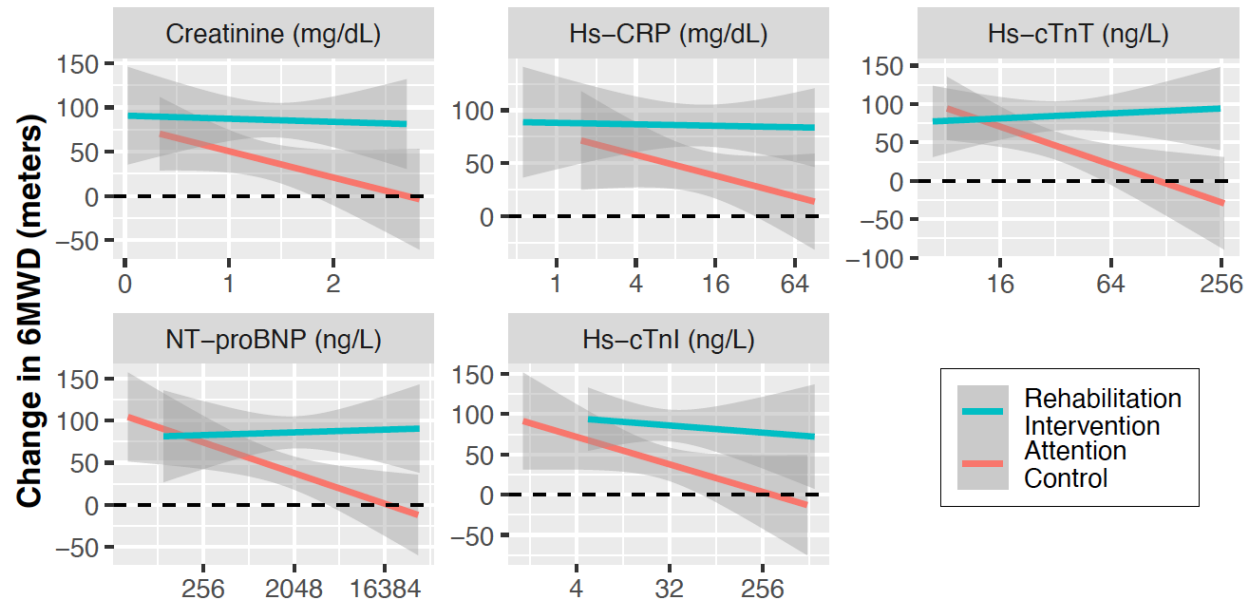 Change in 6MWD (meters)
Creatinine (mg/dL)
150
100
50
0
−50
0 1 2
Hs−CRP (mg/dL)
100
50
0
1 4 16 64
Hs−cTnT (ng/L)
150
100
50
0
−50
−100
16 64 256
NT−proBNP (ng/L)
150
100
50
0
−50
256 2048 16384
Hs−cTnI (ng/L)
150
100
50
0
−50
4 32 256
Rehabilitation
Intervention
Attention
Control